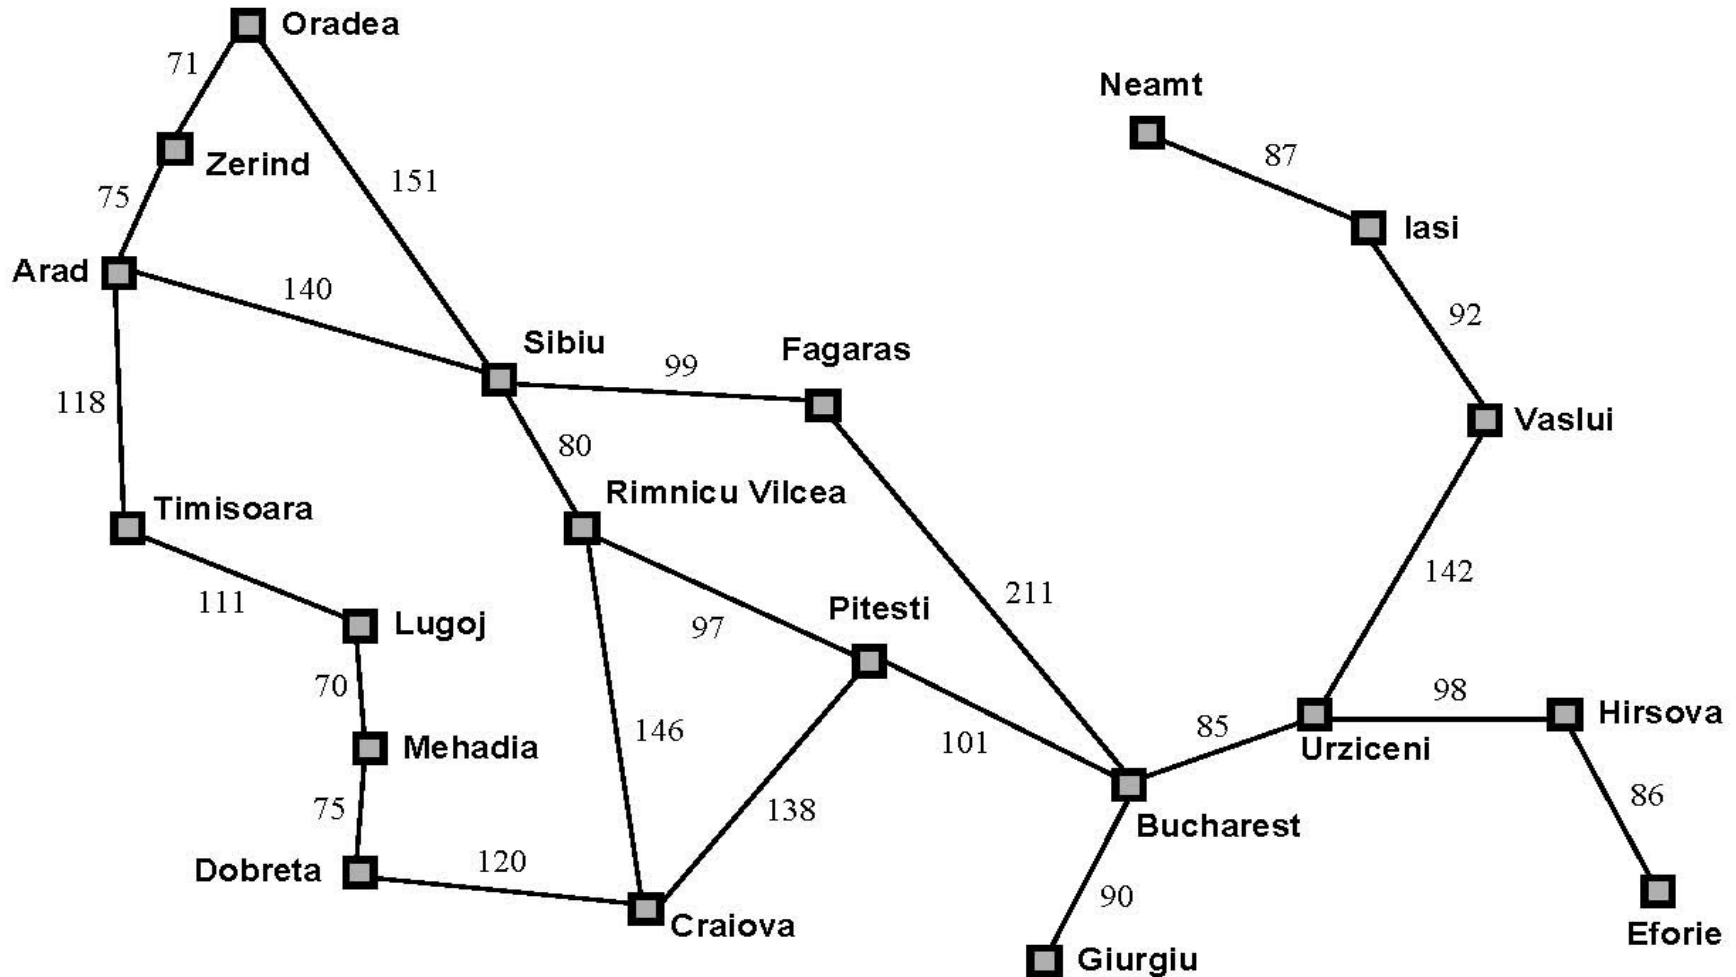 Oradea
71
Neamt
87
Zerind
151
75
Iasi
Arad
140
92
Sibiu
Fagaras
99
118
Vaslui
80
Rimnicu Vilcea
Timisoara
142
211
111
Lugoj
97
Pitesti
70
98
Hirsova
146
101
85
Urziceni
Mehadia
86
75
138
Bucharest
120
Dobreta
90
Craiova
Eforie
Giurgiu